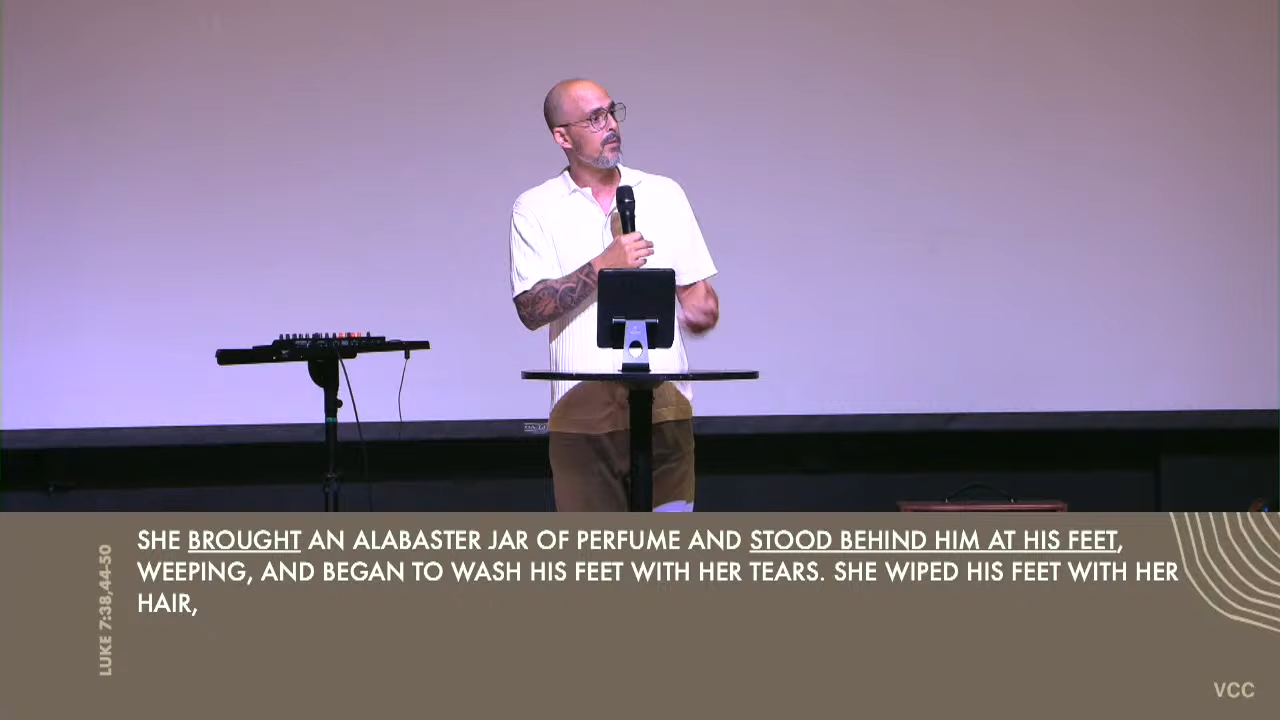 SHE BROUGHT AN ALABASTER JAR OF PERFUME AND STOOD BEHIND HIM AT HIS FEET,
WEEPING, AND BEGAN TO WASH HIS FEET WITH HER TEARS. SHE WIPED HIS FEET WITH HER
HAIR,
LUKE 7:38,44-50
VCC